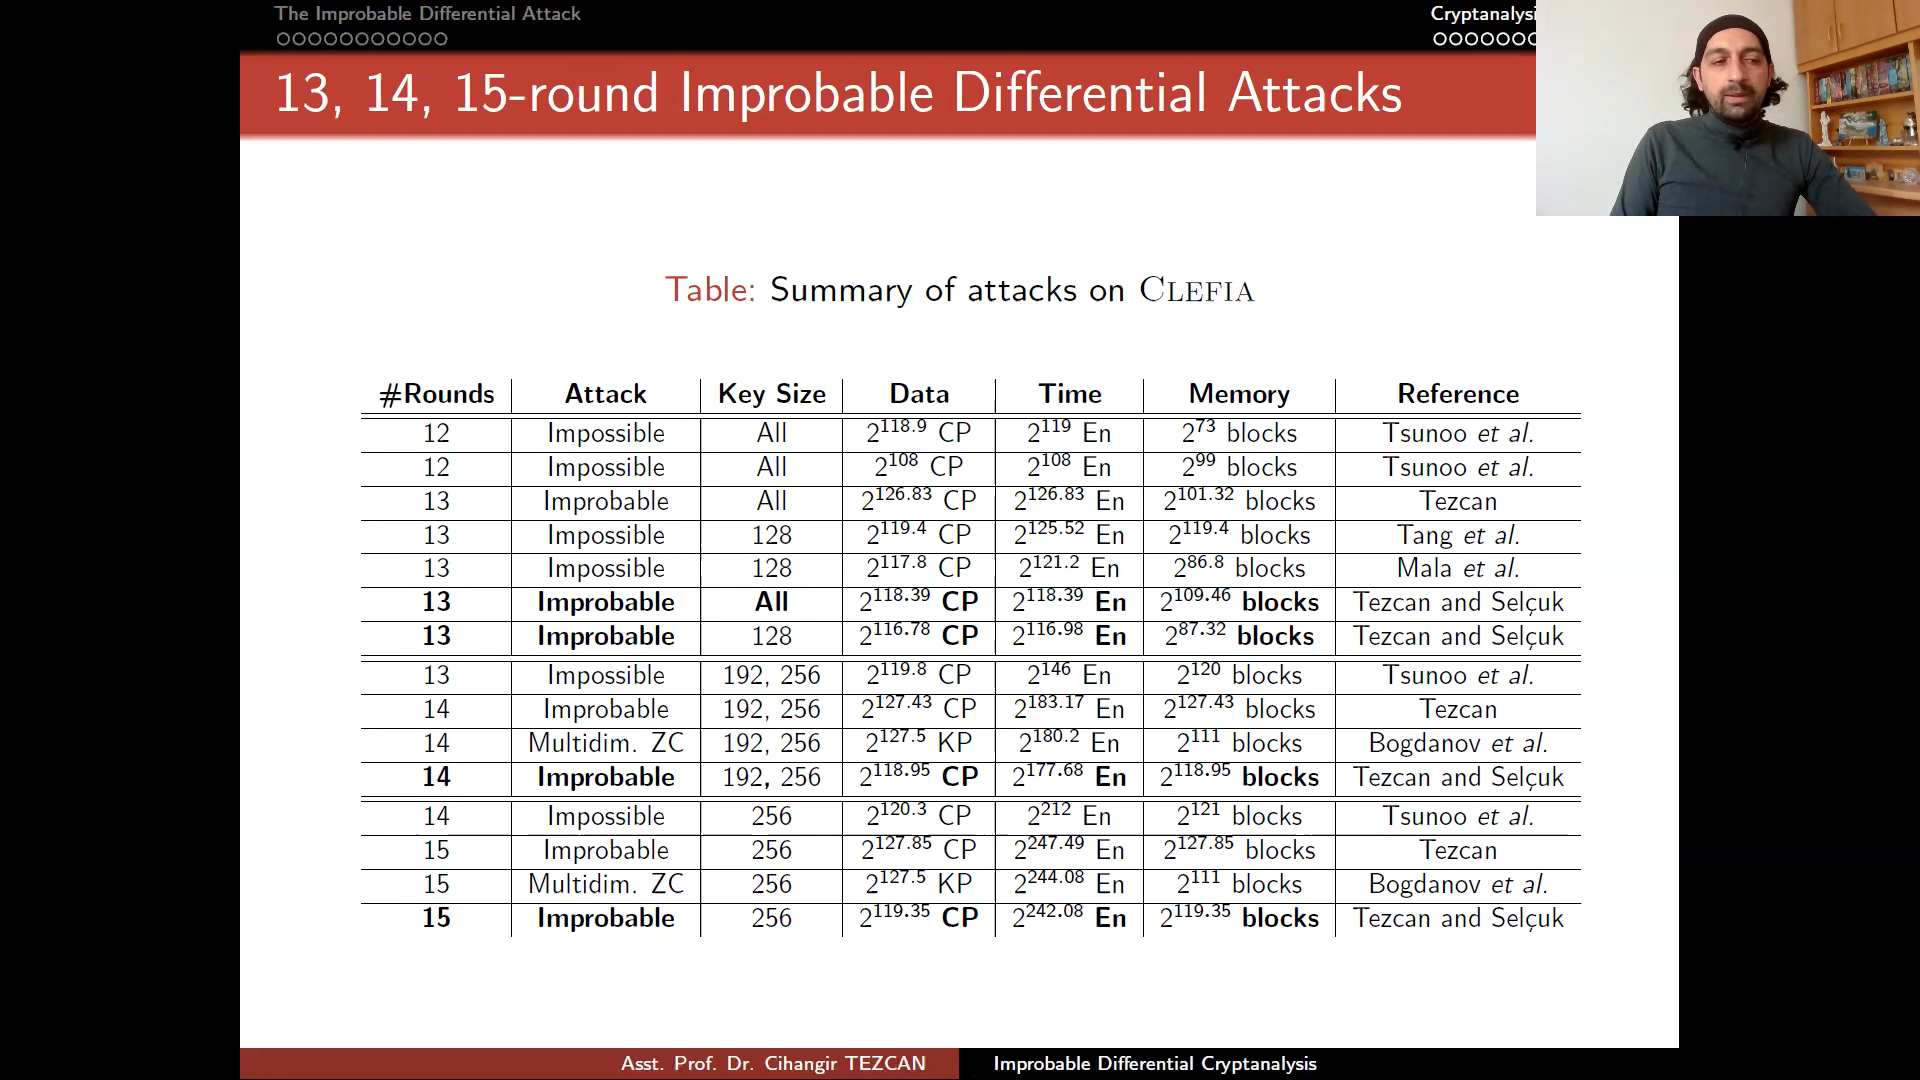 The Improbable Differential Attack
Cryptanalysi
13, 14, 15-round Improbable Differential Attacks
Table: Summary of attacks on CLEFIA
#Rounds Attack Key Size Data Time Memory Reference
12 Impossible All 2^118.9 CP 2^119 En 2^73 blocks Tsunoo et al.
12 Impossible All 2^108 CP 2^108 En 2^99 blocks Tsunoo et al.
13 Improbable All 2^126.83 CP 2^126.83 En 2^101.32 blocks Tezcan
13 Impossible 128 2^119.4 CP 2^125.52 En 2^119.4 blocks Tang et al.
13 Impossible 128 2^117.8 CP 2^121.2 En 2^86.8 blocks Mala et al.
13 Improbable All 2^118.39 CP 2^118.39 En 2^109.46 blocks Tezcan and Selçuk
13 Improbable 128 2^116.78 CP 2^116.98 En 2^87.32 blocks Tezcan and Selçuk
13 Impossible 192, 256 2^119.8 CP 2^146 En 2^120 blocks Tsunoo et al.
14 Improbable 192, 256 2^127.43 CP 2^183.17 En 2^127.43 blocks Tezcan
14 Multidim. ZC 192, 256 2^127.5 KP 2^180.2 En 2^111 blocks Bogdanov et al.
14 Improbable 192, 256 2^118.95 CP 2^177.68 En 2^118.95 blocks Tezcan and Selçuk
14 Impossible 256 2^120.3 CP 2^212 En 2^121 blocks Tsunoo et al.
15 Improbable 256 2^127.85 CP 2^247.49 En 2^127.85 blocks Tezcan
15 Multidim. ZC 256 2^127.5 KP 2^244.08 En 2^111 blocks Bogdanov et al.
15 Improbable 256 2^119.35 CP 2^242.08 En 2^119.35 blocks Tezcan and Selçuk
Asst. Prof. Dr. Cihangir TEZCAN
Improbable Differential Cryptanalysis